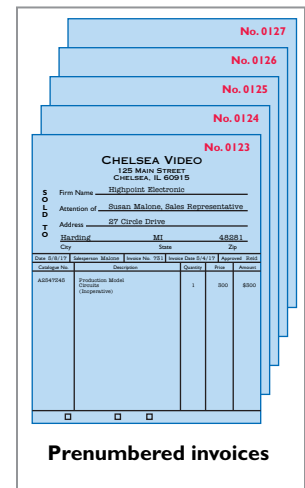 No. 0127
No. 0126
No. 0125
No. 0124
No. 0123
CHELSEA VIDEO
125 MAIN STREET
CHELSEA, IL 60915
SOLD TO
Firm Name Highpoint Electronic
Attention of Susan Malone, Sales Representative
Address 27 Circle Drive
Harding MI 48281
City State Zip
Date 5/8/17 Salesperson Malone Invoice No. 731 Invoice Date 5/4/17 Approved Reid
Catalogue No. Description Quantity Price Amount
A2547245 Production Model 1 300 $300
Circuits
(Inoperative)
Prenumbered invoices